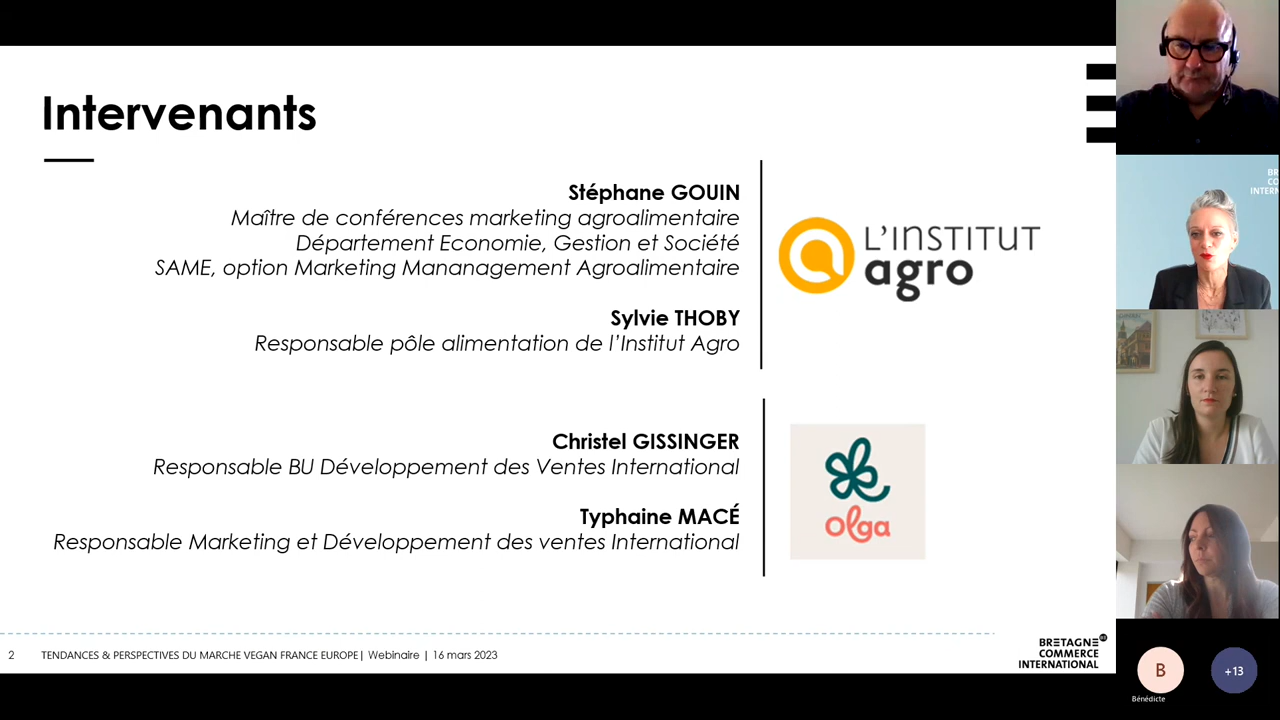 Intervenants
Stéphane GOUIN
Maître de conférences marketing agroalimentaire
Département Economie, Gestion et Société
SAME, option Marketing Mananagement Agroalimentaire
Sylvie THOBY
Responsable pôle alimentation de l'Institut Agro
L'INSTITUT
agro
Christel GISSINGER
Responsable BU Développement des Ventes International
Typhaine MACÉ
Responsable Marketing et Développement des ventes International
olga
2 TENDANCES & PERSPECTIVES DU MARCHE VEGAN FRANCE EUROPE| Webinaire | 16 mars 2023
BRETAGNE
COMMERCE
INTERNATIONAL
BR
CO
INTERN
B
Bénédicte
+13